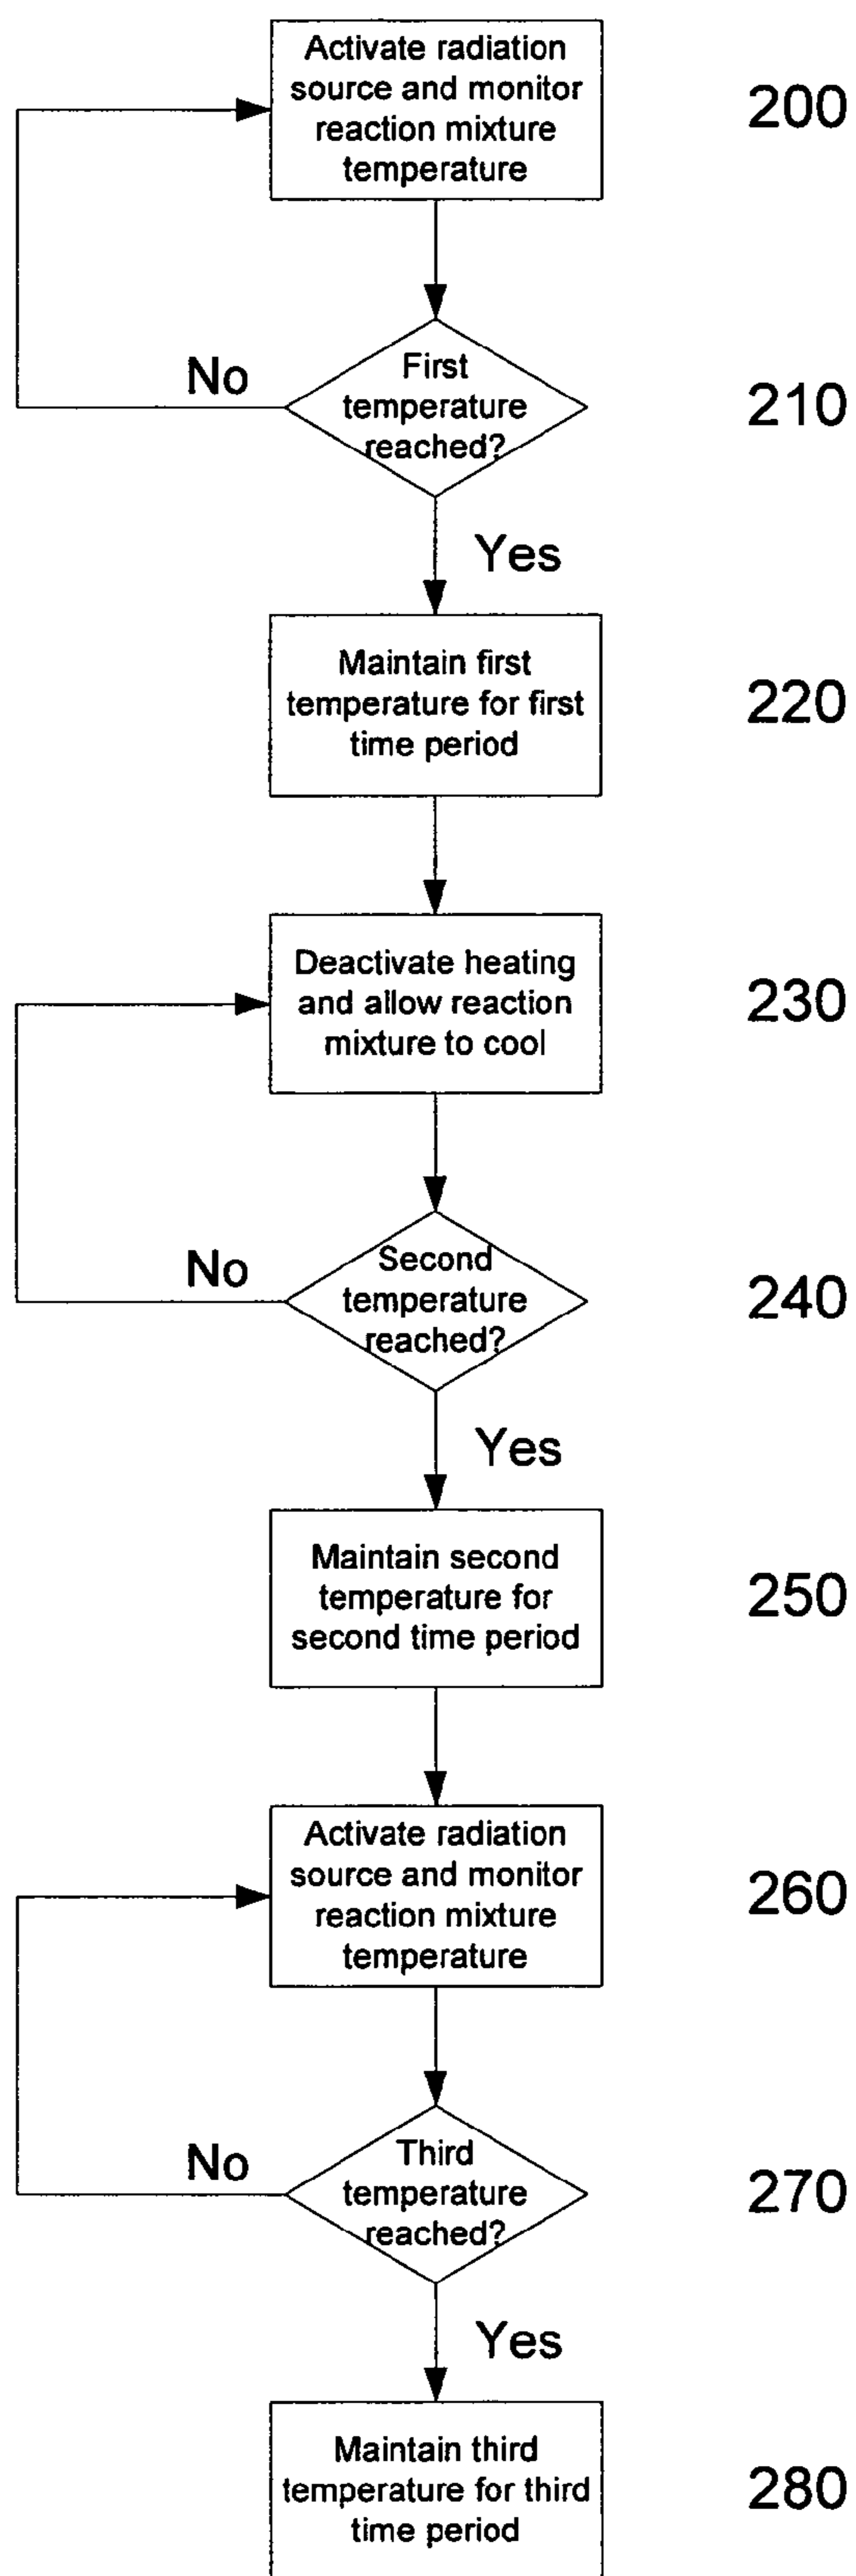 Activate radiation
source and monitor
reaction mixture
temperature
200
No
First
temperature
reached?
210
Yes
Maintain first
temperature for first
time period
220
Deactivate heating
and allow reaction
mixture to cool
230
No
Second
temperature
reached?
240
Yes
Maintain second
temperature for
second time period
250
Activate radiation
source and monitor
reaction mixture
temperature
260
No
Third
temperature
reached?
270
Yes
Maintain third
temperature for third
time period
280